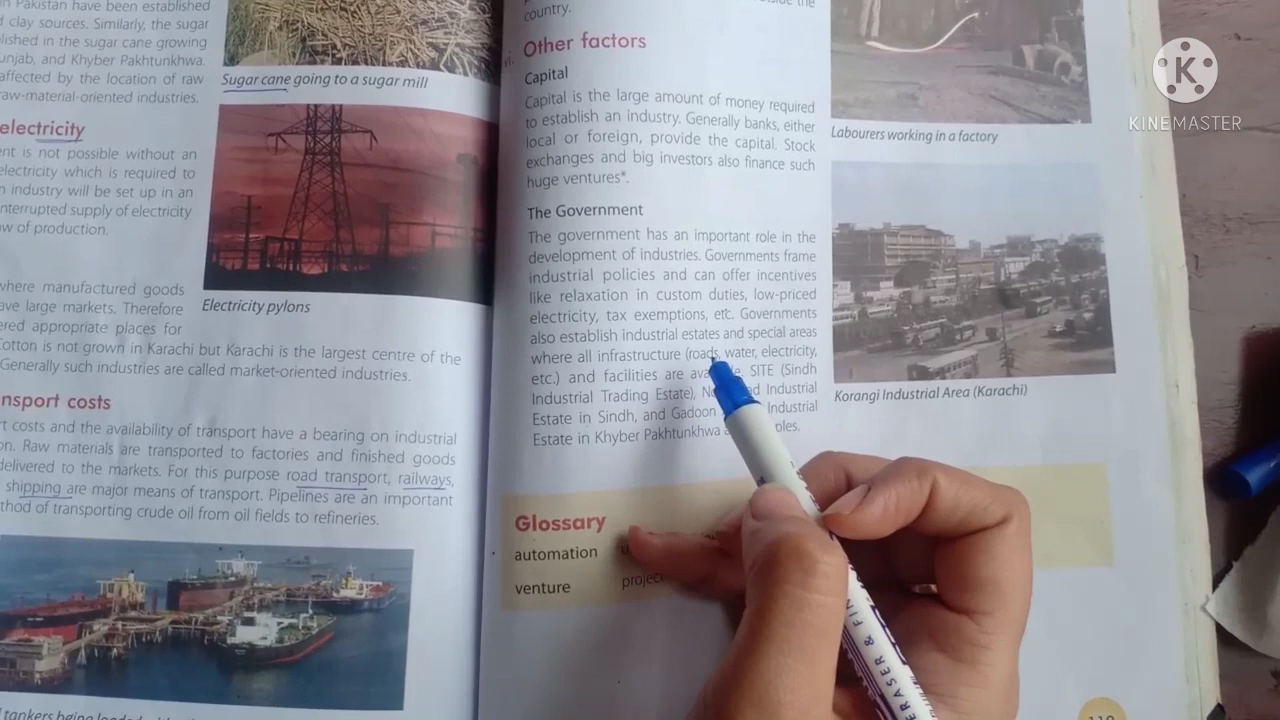 in Pakistan have been established
d clay sources. Similarly, the sugar
lished in the sugar cane growing
unjab, and Khyber Pakhtunkhwa.
affected by the location of raw
raw-material-oriented industries.
Sugar cane going to a sugar mill
electricity
ent is not possible without an
electricity which is required to
n industry will be set up in an
nterrupted supply of electricity
ow of production.
Electricity pylons
where manufactured goods
ave large markets. Therefore
ered appropriate places for
Cotton is not grown in Karachi but Karachi is the largest centre of the
Generally such industries are called market-oriented industries.
nsport costs
rt costs and the availability of transport have a bearing on industrial
on. Raw materials are transported to factories and finished goods
delivered to the markets. For this purpose road transport, railways,
shipping are major means of transport. Pipelines are an important
thod of transporting crude oil from oil fields to refineries.
tankers being loaded
the
country.
vi. Other factors
Capital
Capital is the large amount of money required
to establish an industry. Generally banks, either
local or foreign, provide the capital. Stock
exchanges and big investors also finance such
huge ventures*.
The Government
The government has an important role in the
development of industries. Governments frame
industrial policies and can offer incentives
like relaxation in custom duties, low-priced
electricity, tax exemptions, etc. Governments
also establish industrial estates and special areas
where all infrastructure (roads, water, electricity,
etc.) and facilities are SITE (Sindh
Industrial Trading Estate), Industrial
Estate in Sindh, and Gadoon Industrial
Estate in Khyber Pakhtunkhwa
Glossary
automation
venture project
Labourers working in a factory
Korangi Industrial Area (Karachi)
119
K
KINEMASTER
ERASER & FIN